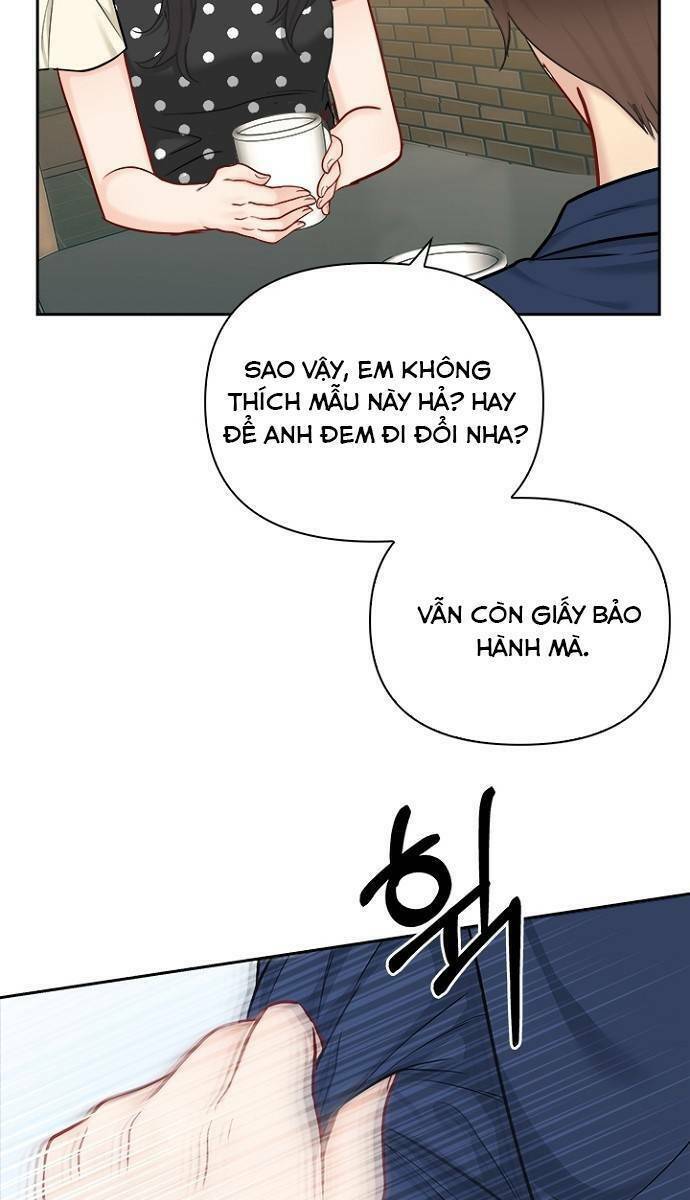 SAO VẬY, EM KHÔNG
THÍCH MẪU NÀY HẢ? HAY
ĐỂ ANH ĐEM ĐI ĐỔI NHA?
VẪN CÒN GIẤY BẢO
HÀNH MÀ.
휙